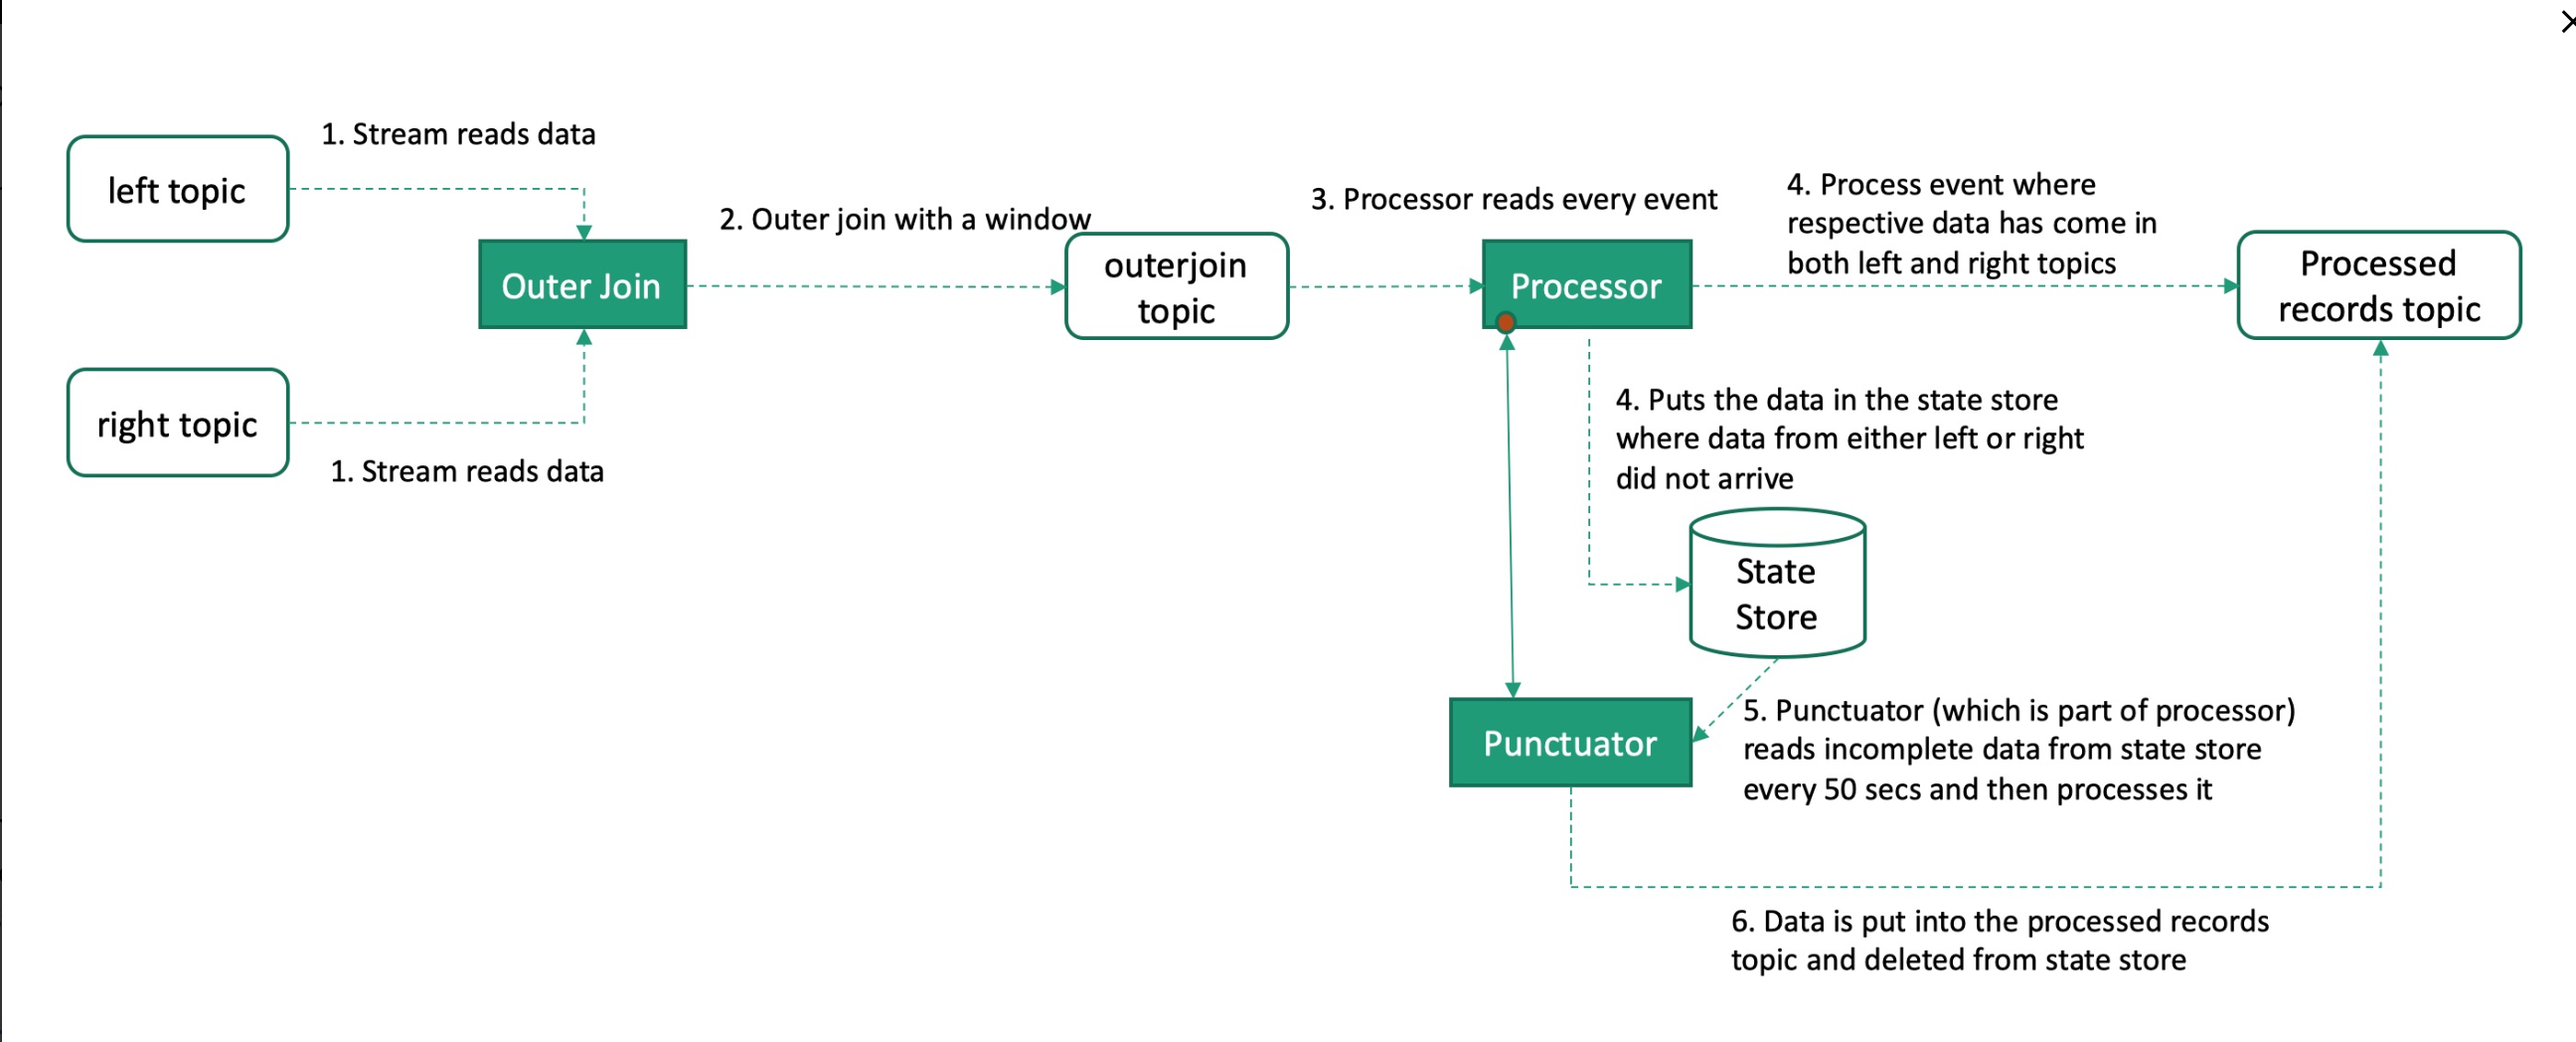 left topic
1. Stream reads data
Outer Join
right topic
1. Stream reads data
2. Outer join with a window
outerjoin
topic
3. Processor reads every event
Processor
4. Process event where
respective data has come in
both left and right topics
Processed
records topic
4. Puts the data in the state store
where data from either left or right
did not arrive
State
Store
Punctuator
5. Punctuator (which is part of processor)
reads incomplete data from state store
every 50 secs and then processes it
6. Data is put into the processed records
topic and deleted from state store